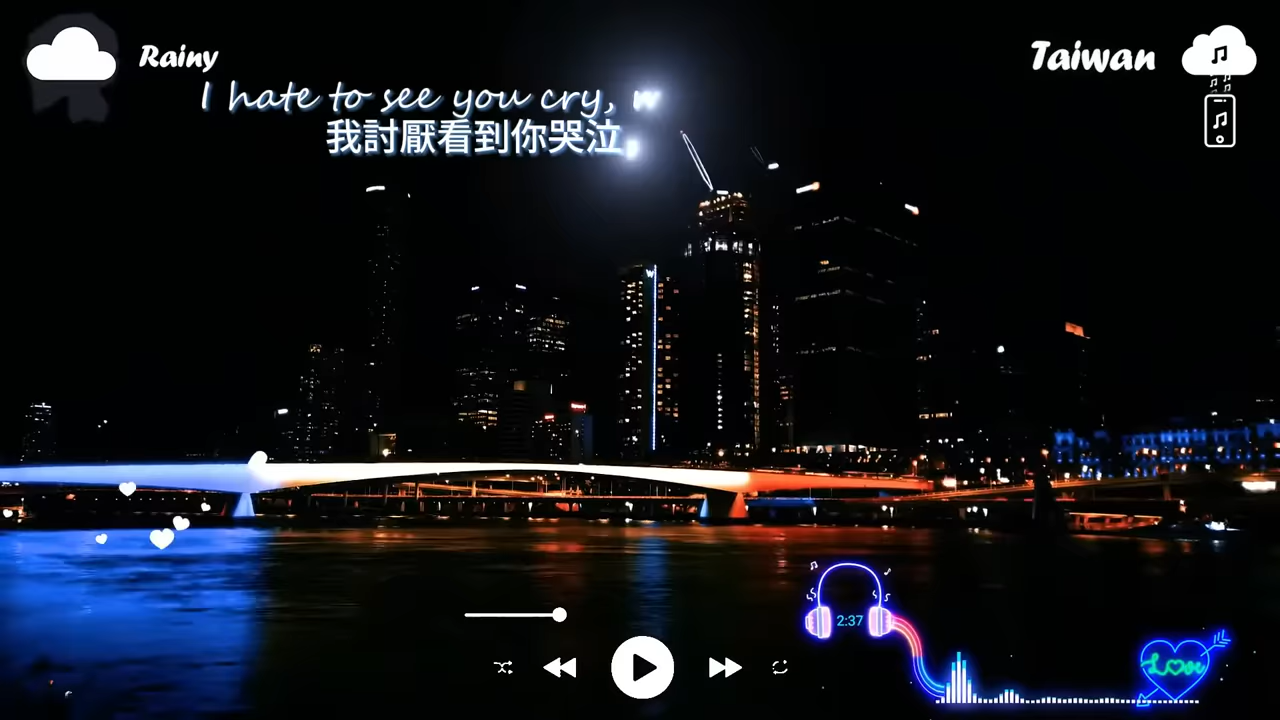 Rainy
Taiwan
I hate to see you cry, w
我討厭看到你哭泣,
W
2:37
Love